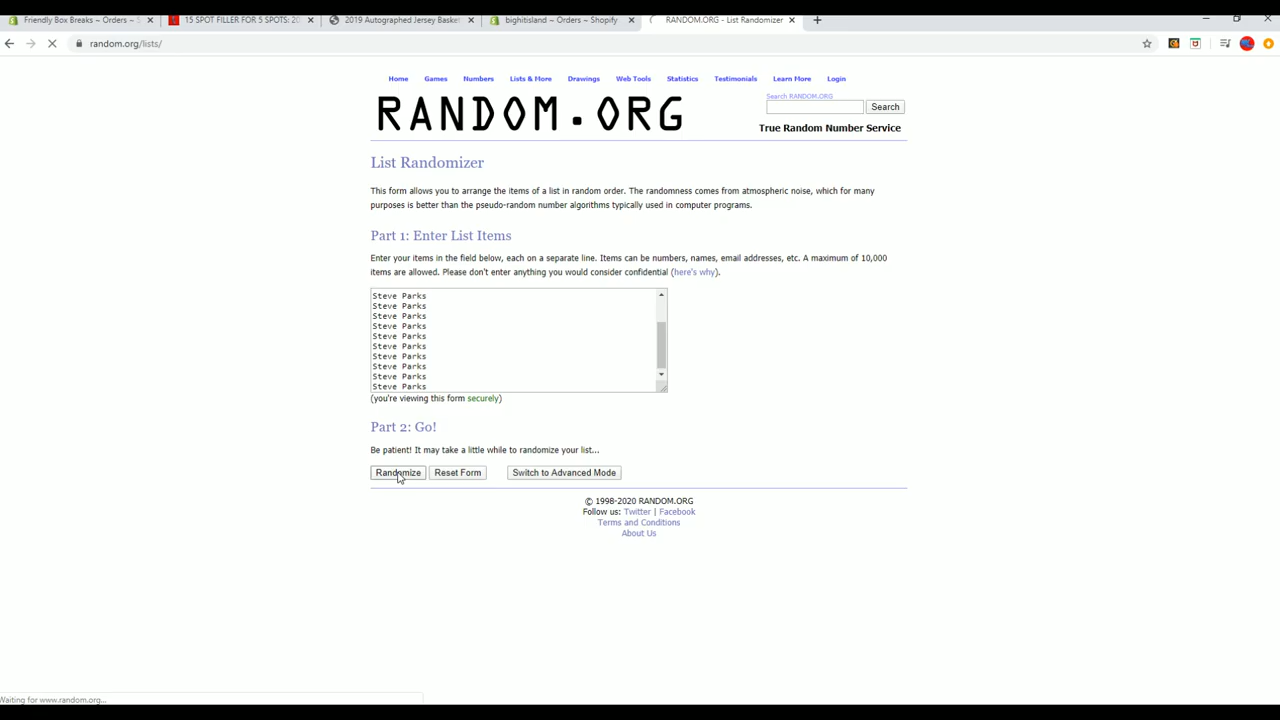 Friendly Box Breaks ~ Orders ~ S
15 SPOT FILLER FOR 5 SPOTS: 20
2019 Autographed Jersey Basket
bighitisland ~ Orders ~ Shopify
RANDOM.ORG - List Randomizer
random.org/lists/
Home Games Numbers Lists & More Drawings Web Tools Statistics Testimonials Learn More Login
RANDOM.ORG
Search RANDOM.ORG
Search
True Random Number Service
List Randomizer
This form allows you to arrange the items of a list in random order. The randomness comes from atmospheric noise, which for many
purposes is better than the pseudo-random number algorithms typically used in computer programs.
Part 1: Enter List Items
Enter your items in the field below, each on a separate line. Items can be numbers, names, email addresses, etc. A maximum of 10,000
items are allowed. Please don't enter anything you would consider confidential (here's why).
Steve Parks
Steve Parks
Steve Parks
Steve Parks
Steve Parks
Steve Parks
Steve Parks
Steve Parks
Steve Parks
Steve Parks
(you're viewing this form securely)
Part 2: Go!
Be patient! It may take a little while to randomize your list...
Randomize Reset Form Switch to Advanced Mode
© 1998-2020 RANDOM.ORG
Follow us: Twitter | Facebook
Terms and Conditions
About Us
Waiting for www.random.org...